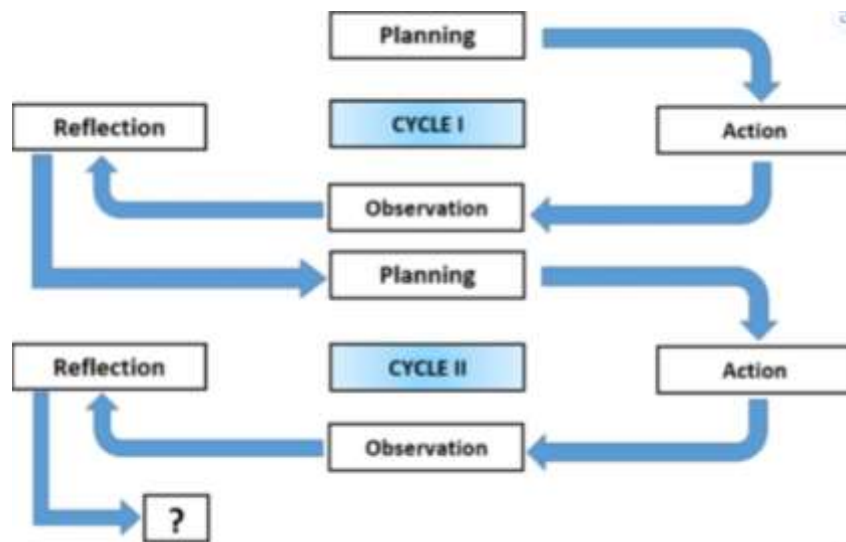 Planning
Reflection
CYCLE I
Action
Observation
Planning
Reflection
CYCLE II
Action
Observation
?